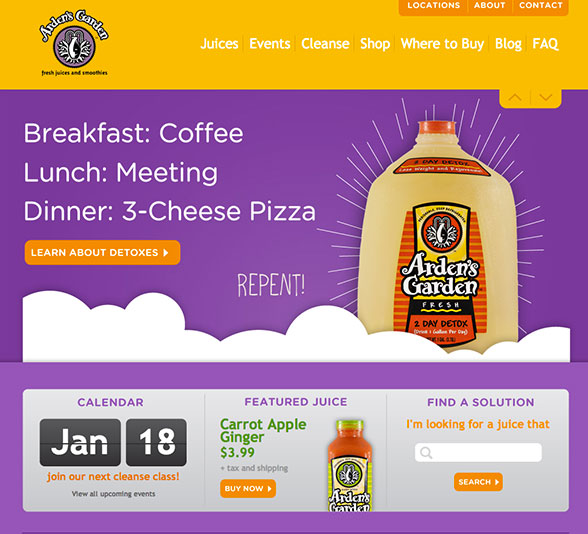 LOCATIONS ABOUT CONTACT
Arden's Garden
fresh juices and smoothies
Juices Events Cleanse Shop Where to Buy Blog FAQ
Breakfast: Coffee
Lunch: Meeting
Dinner: 3-Cheese Pizza
LEARN ABOUT DETOXES
REPENT!
2 DAY DETOX
Lose Weight and Rejuvenate!
Arden's
Garden
FRESH
2 DAY DETOX
(Drink 1 Gallon Per Day)
CALENDAR
Jan 18
join our next cleanse class!
View all upcoming events
FEATURED JUICE
Carrot Apple
Ginger
$3.99
+ tax and shipping
BUY NOW
Arden's
Garden
FIND A SOLUTION
I'm looking for a juice that
SEARCH